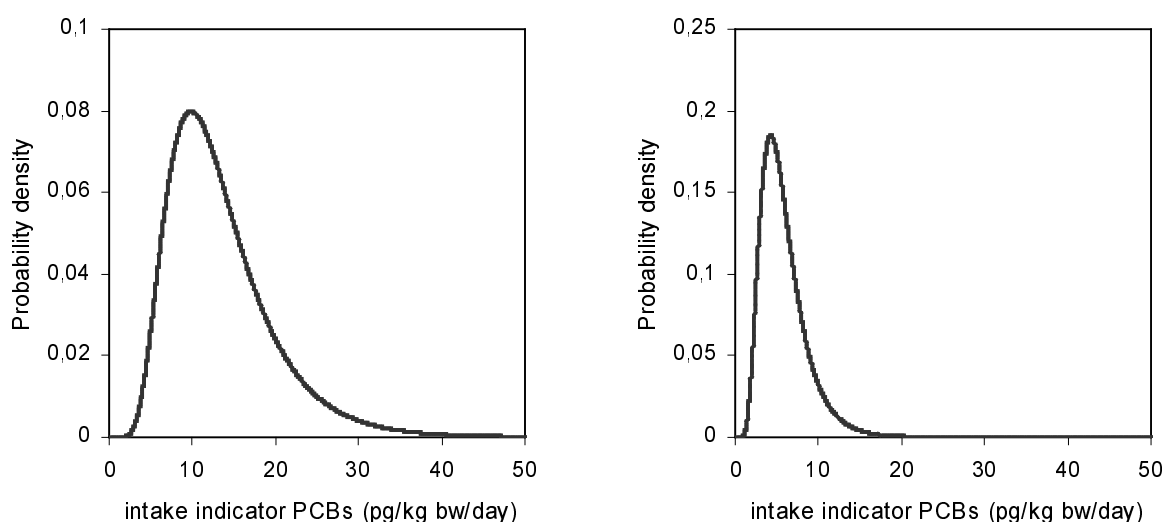 0,1
0,08
0,06
0,04
0,02
0
Probability density
0 10 20 30 40 50
intake indicator PCBs (pg/kg bw/day)
0,25
0,2
0,15
0,1
0,05
0
Probability density
0 10 20 30 40 50
intake indicator PCBs (pg/kg bw/day)